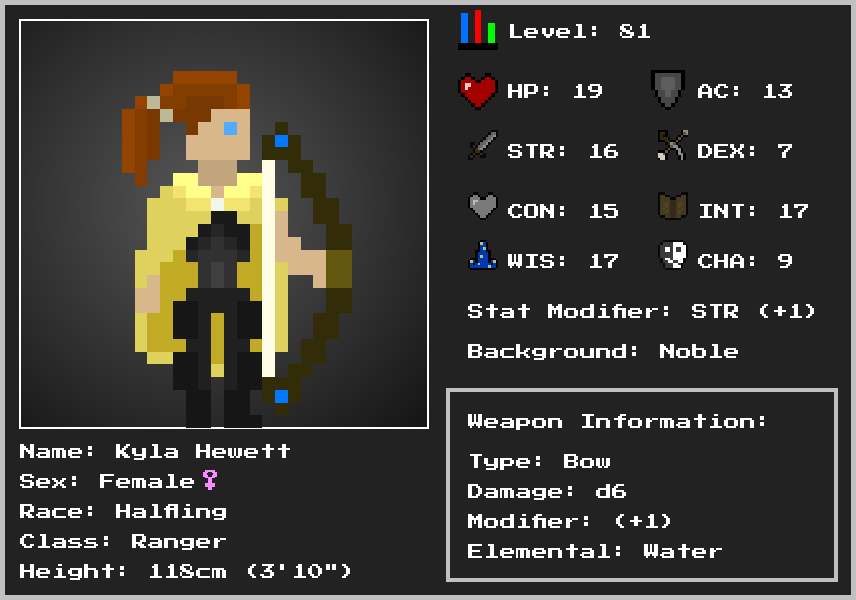 Level: 81
HP: 19 AC: 13
STR: 16 DEX: 7
CON: 15 INT: 17
WIS: 17 CHA: 9
Stat Modifier: STR (+1)
Background: Noble
Weapon Information:
Type: Bow
Damage: d6
Modifier: (+1)
Elemental: Water
Name: Kyla Hewett
Sex: Female♀
Race: Halfling
Class: Ranger
Height: 118cm (3'10")